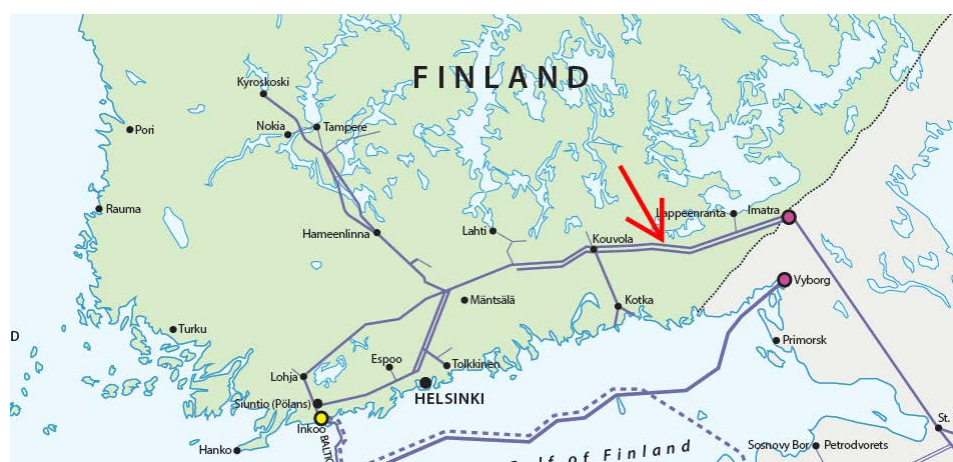 FINLAND
Kyroskoski
Nokia
Tampere
Pori
Rauma
Lappeenranta
Imatra
Hameenlinna
Lahti
Kouvola
Vyborg
Mäntsälä
Kotka
Turku
Primorsk
D
Espoo
Tolkkinen
Lohja
HELSINKI
Siuntio (Pölans)
Inkoo
St.
Hanko
BALTIC
of Finland
Sosnovy Bor
Petrodvorets